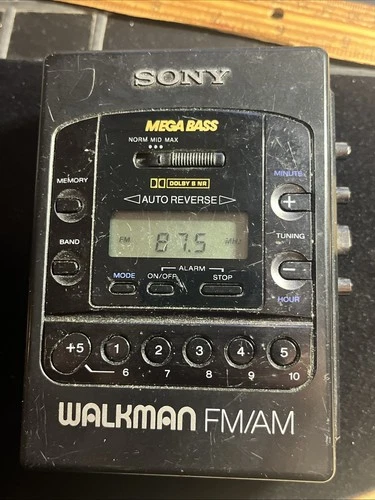 SONY
MEGA BASS
NORM MID MAX
DOLBY B NR
MEMORY
MINUTE
AUTO REVERSE
+
BAND
FM 87.5 MHz
TUNING
−
ALARM
MODE ON/OFF STOP
HOUR
+5 1 2 3 4 5
6 7 8 9 10
WALKMAN FM/AM